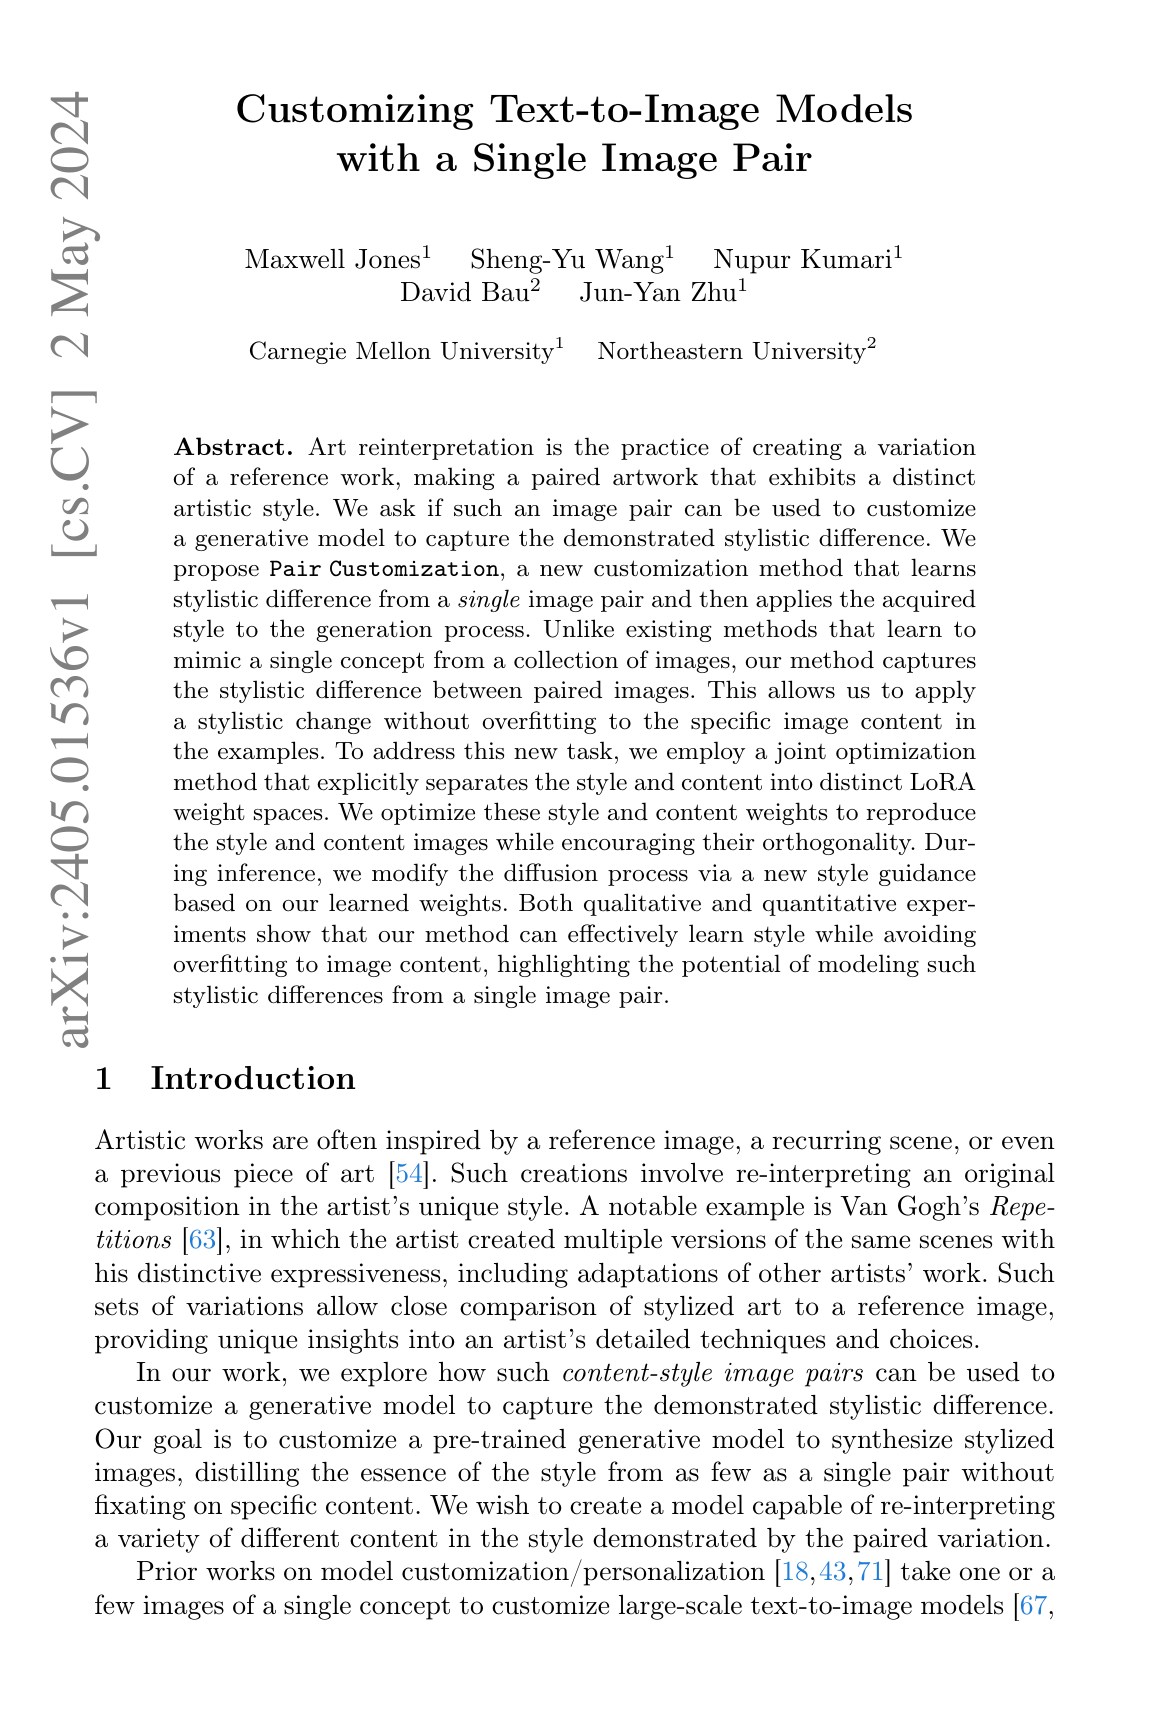 arXiv:2405.01536v1 [cs.CV] 2 May 2024
Customizing Text-to-Image Models
with a Single Image Pair
Maxwell Jones¹ Sheng-Yu Wang¹ Nupur Kumari¹
David Bau² Jun-Yan Zhu¹
Carnegie Mellon University¹ Northeastern University²
Abstract. Art reinterpretation is the practice of creating a variation
of a reference work, making a paired artwork that exhibits a distinct
artistic style. We ask if such an image pair can be used to customize
a generative model to capture the demonstrated stylistic difference. We
propose Pair Customization, a new customization method that learns
stylistic difference from a single image pair and then applies the acquired
style to the generation process. Unlike existing methods that learn to
mimic a single concept from a collection of images, our method captures
the stylistic difference between paired images. This allows us to apply
a stylistic change without overfitting to the specific image content in
the examples. To address this new task, we employ a joint optimization
method that explicitly separates the style and content into distinct LoRA
weight spaces. We optimize these style and content weights to reproduce
the style and content images while encouraging their orthogonality. Dur-
ing inference, we modify the diffusion process via a new style guidance
based on our learned weights. Both qualitative and quantitative exper-
iments show that our method can effectively learn style while avoiding
overfitting to image content, highlighting the potential of modeling such
stylistic differences from a single image pair.
1 Introduction
Artistic works are often inspired by a reference image, a recurring scene, or even
a previous piece of art [54]. Such creations involve re-interpreting an original
composition in the artist's unique style. A notable example is Van Gogh's Repe-
titions [63], in which the artist created multiple versions of the same scenes with
his distinctive expressiveness, including adaptations of other artists' work. Such
sets of variations allow close comparison of stylized art to a reference image,
providing unique insights into an artist's detailed techniques and choices.
In our work, we explore how such content-style image pairs can be used to
customize a generative model to capture the demonstrated stylistic difference.
Our goal is to customize a pre-trained generative model to synthesize stylized
images, distilling the essence of the style from as few as a single pair without
fixating on specific content. We wish to create a model capable of re-interpreting
a variety of different content in the style demonstrated by the paired variation.
Prior works on model customization/personalization [18,43,71] take one or a
few images of a single concept to customize large-scale text-to-image models [67,